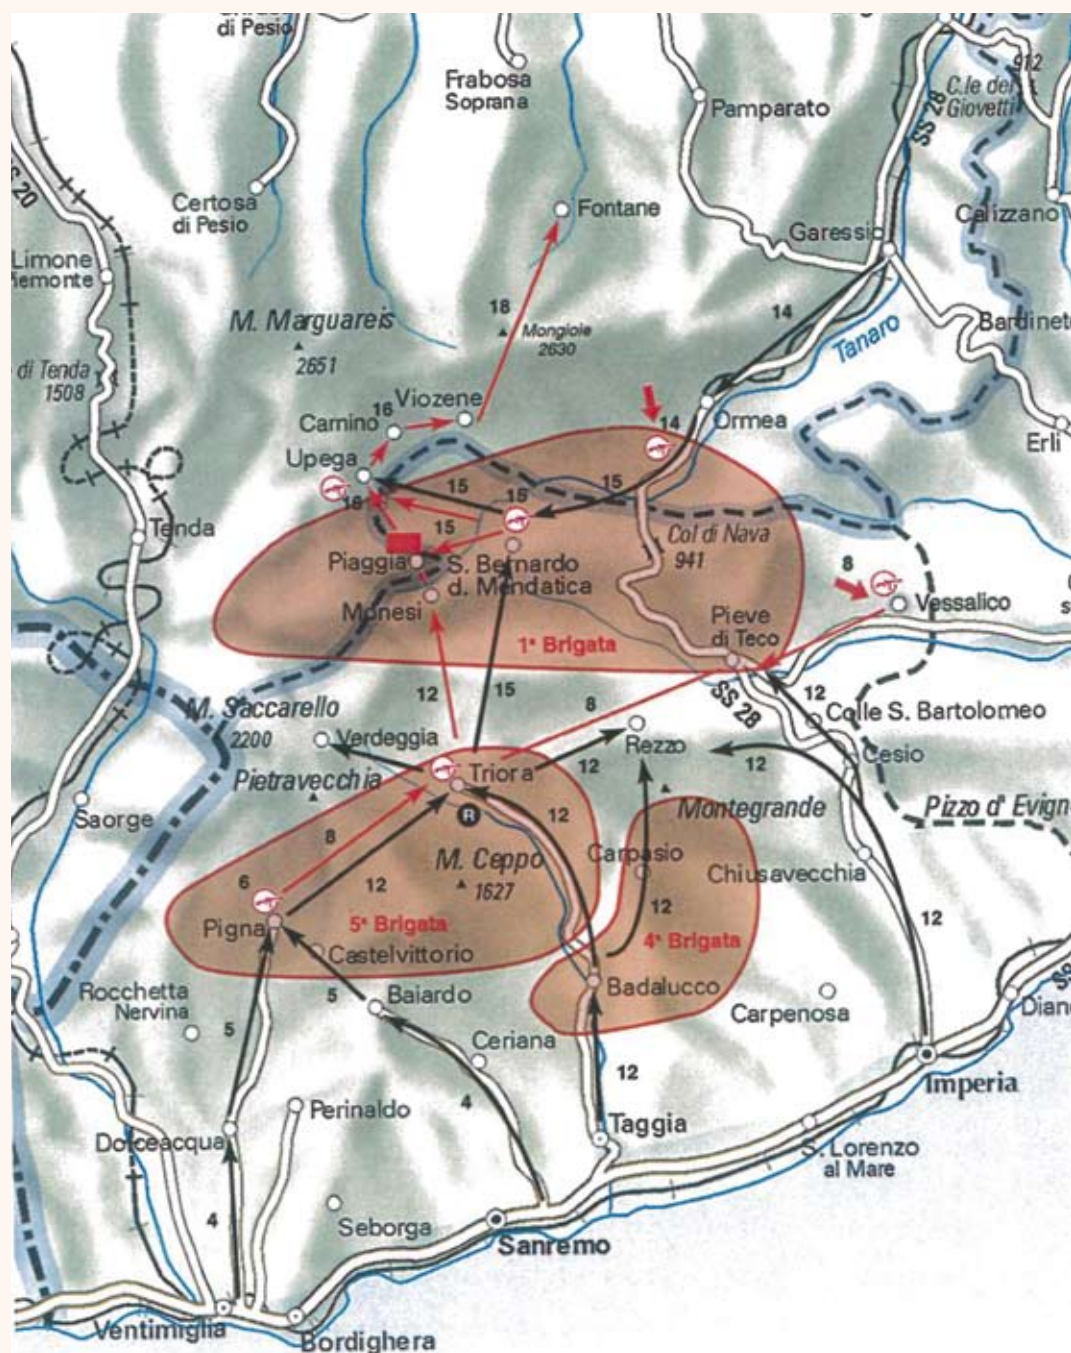 di Pesio
Frabosa
Soprana
Pamparato
912
C.le dei
Giovetti
SS 28
SS 20
Certosa
di Pesio
Fontane
Calizzano
Garessio
Limone
Piemonte
18
14
M. Marguareis
2651
Mongioie
2630
Tanaro
Bardineto
di Tenda
1508
Viozene
16
Carnino
14
Ormea
Erli
Upega
15
15
15
16
15
Tenda
Col di Nava
941
Piaggia
S. Bernardo
d. Mendatica
8
Monesi
Vessalico
Pieve
di Teco
1ª Brigata
12
15
SS 28
12
M. Saccarello
2200
8
Colle S. Bartolomeo
Verdeggia
Rezzo
Cesio
Triora
12
12
Pietravecchia
Montegrande
Pizzo d' Evigno
Saorge
R
12
8
M. Ceppo
1627
Carpasio
Chiusavecchia
6
12
12
12
Pigna
5ª Brigata
4ª Brigata
Castelvittorio
Rocchetta
Nervina
5
Baiardo
Badalucco
Carpenosa
Diano
5
Ceriana
12
Imperia
4
Perinaldo
Taggia
Dolceacqua
S. Lorenzo
al Mare
4
Seborga
Sanremo
Ventimiglia
Bordighera